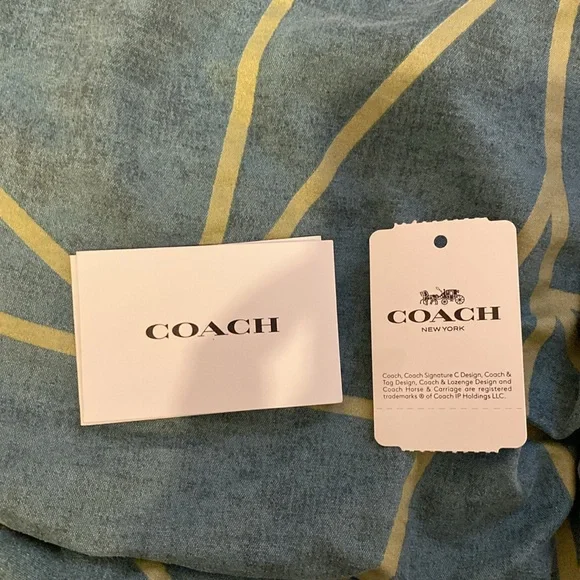 COACH
COACH
NEW YORK
Coach, Coach Signature C Design, Coach &
Tag Design, Coach & Lozenge Design and
Coach Horse & Carriage are registered
trademarks ® of Coach IP Holdings LLC.